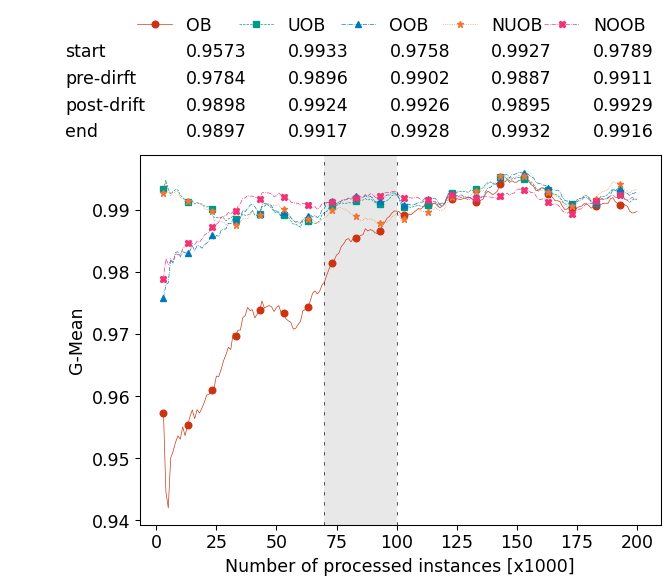 OB UOB OOB NUOB NOOB
start 0.9573 0.9933 0.9758 0.9927 0.9789
pre-dirft 0.9784 0.9896 0.9902 0.9887 0.9911
post-drift 0.9898 0.9924 0.9926 0.9895 0.9929
end 0.9897 0.9917 0.9928 0.9932 0.9916
0.99
0.98
0.97
0.96
0.95
0.94
G-Mean
0 25 50 75 100 125 150 175 200
Number of processed instances [x1000]